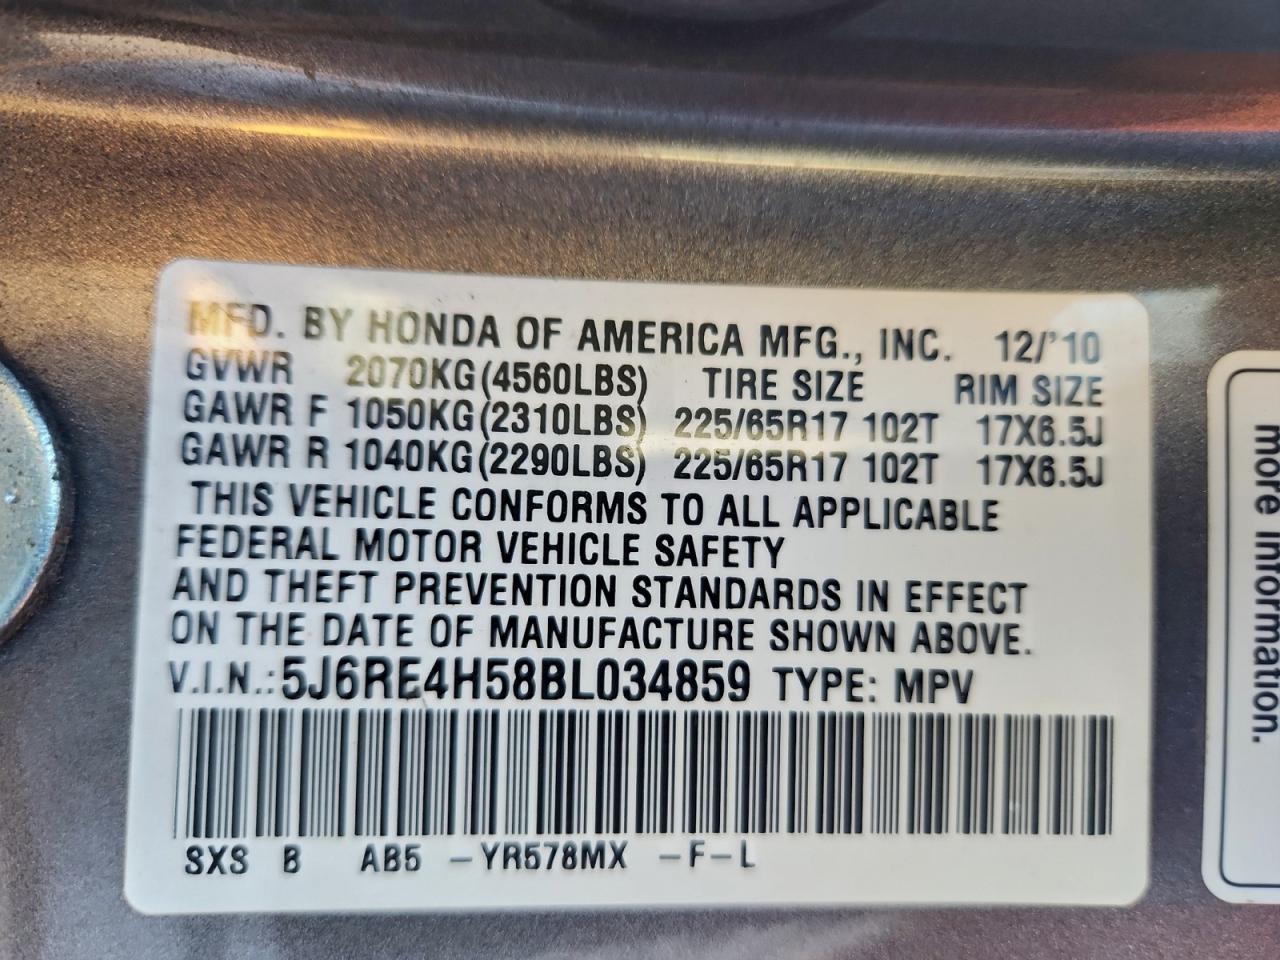 MFD. BY HONDA OF AMERICA MFG., INC. 12/'10
GVWR 2070KG(4560LBS) TIRE SIZE RIM SIZE
GAWR F 1050KG(2310LBS) 225/65R17 102T 17X6.5J
GAWR R 1040KG(2290LBS) 225/65R17 102T 17X6.5J
THIS VEHICLE CONFORMS TO ALL APPLICABLE
FEDERAL MOTOR VEHICLE SAFETY
AND THEFT PREVENTION STANDARDS IN EFFECT
ON THE DATE OF MANUFACTURE SHOWN ABOVE.
V.I.N.:5J6RE4H58BL034859 TYPE: MPV
SXS B AB5 -YR578MX -F-L
more information.